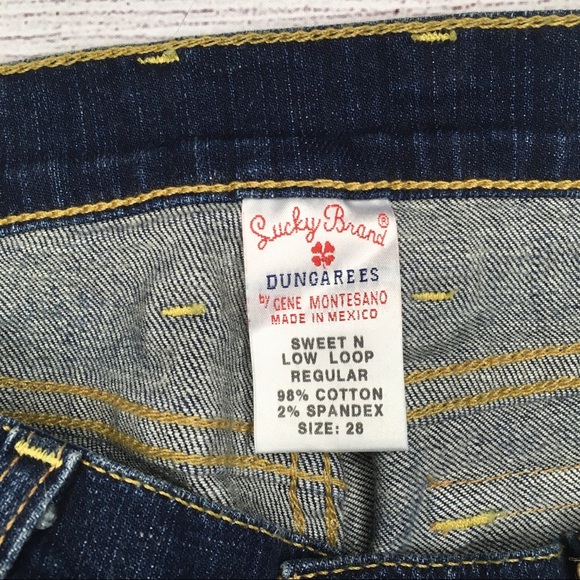 Lucky Brand ®
DUNGAREES
by GENE MONTESANO
MADE IN MEXICO
SWEET N
LOW LOOP
REGULAR
98% COTTON
2% SPANDEX
SIZE: 28